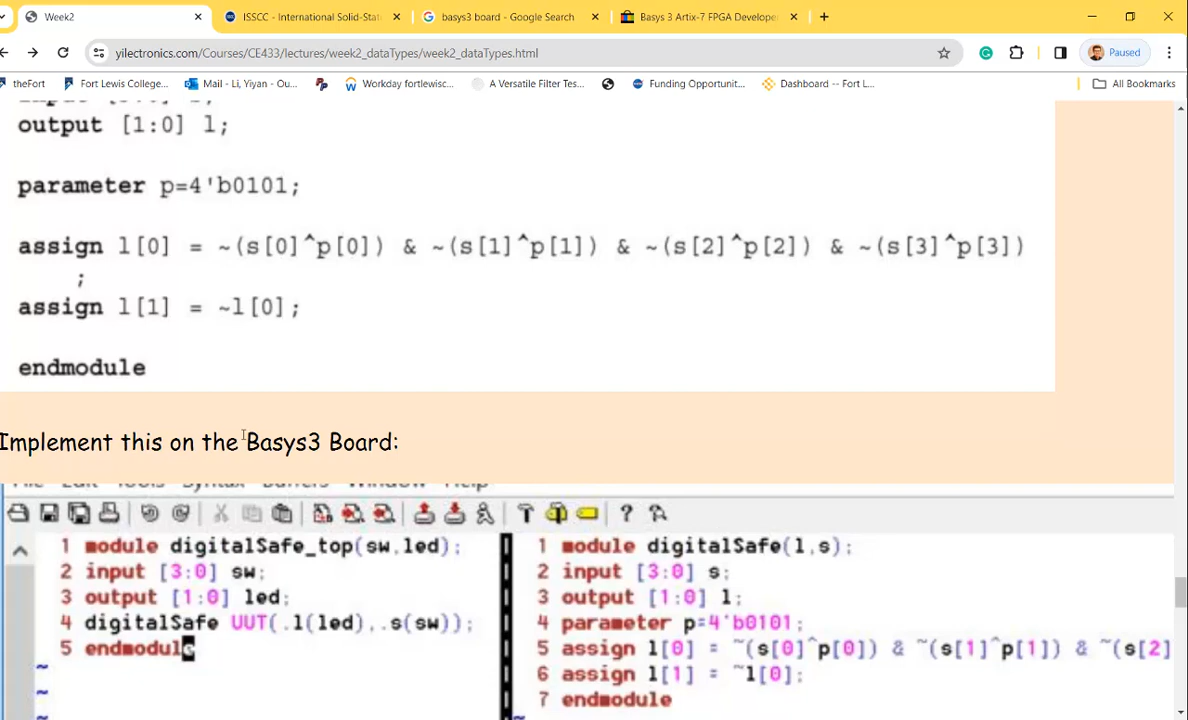 Week2
ISSCC - International Solid-Stat
basys3 board - Google Search
Basys 3 Artix-7 FPGA Develope
yilectronics.com/Courses/CE433/lectures/week2_dataTypes/week2_dataTypes.html
Paused
theFort
Fort Lewis College...
Mail - Li, Yiyan - Ou...
Workday fortlewisc...
A Versatile Filter Tes...
Funding Opportunit...
Dashboard -- Fort L...
All Bookmarks
output [1:0] l;
parameter p=4'b0101;
assign l[0] = ~(s[0]^p[0]) & ~(s[1]^p[1]) & ~(s[2]^p[2]) & ~(s[3]^p[3])
;
assign l[1] = ~l[0];
endmodule
Implement this on the Basys3 Board:
1 module digitalSafe_top(sw,led);
2 input [3:0] sw;
3 output [1:0] led;
4 digitalSafe UUT(.l(led),.s(sw));
5 endmodule
~
~
~
1 module digitalSafe(l,s);
2 input [3:0] s;
3 output [1:0] l;
4 parameter p=4'b0101;
5 assign l[0] = ~(s[0]^p[0]) & ~(s[1]^p[1]) & ~(s[2]
6 assign l[1] = ~l[0];
7 endmodule
~